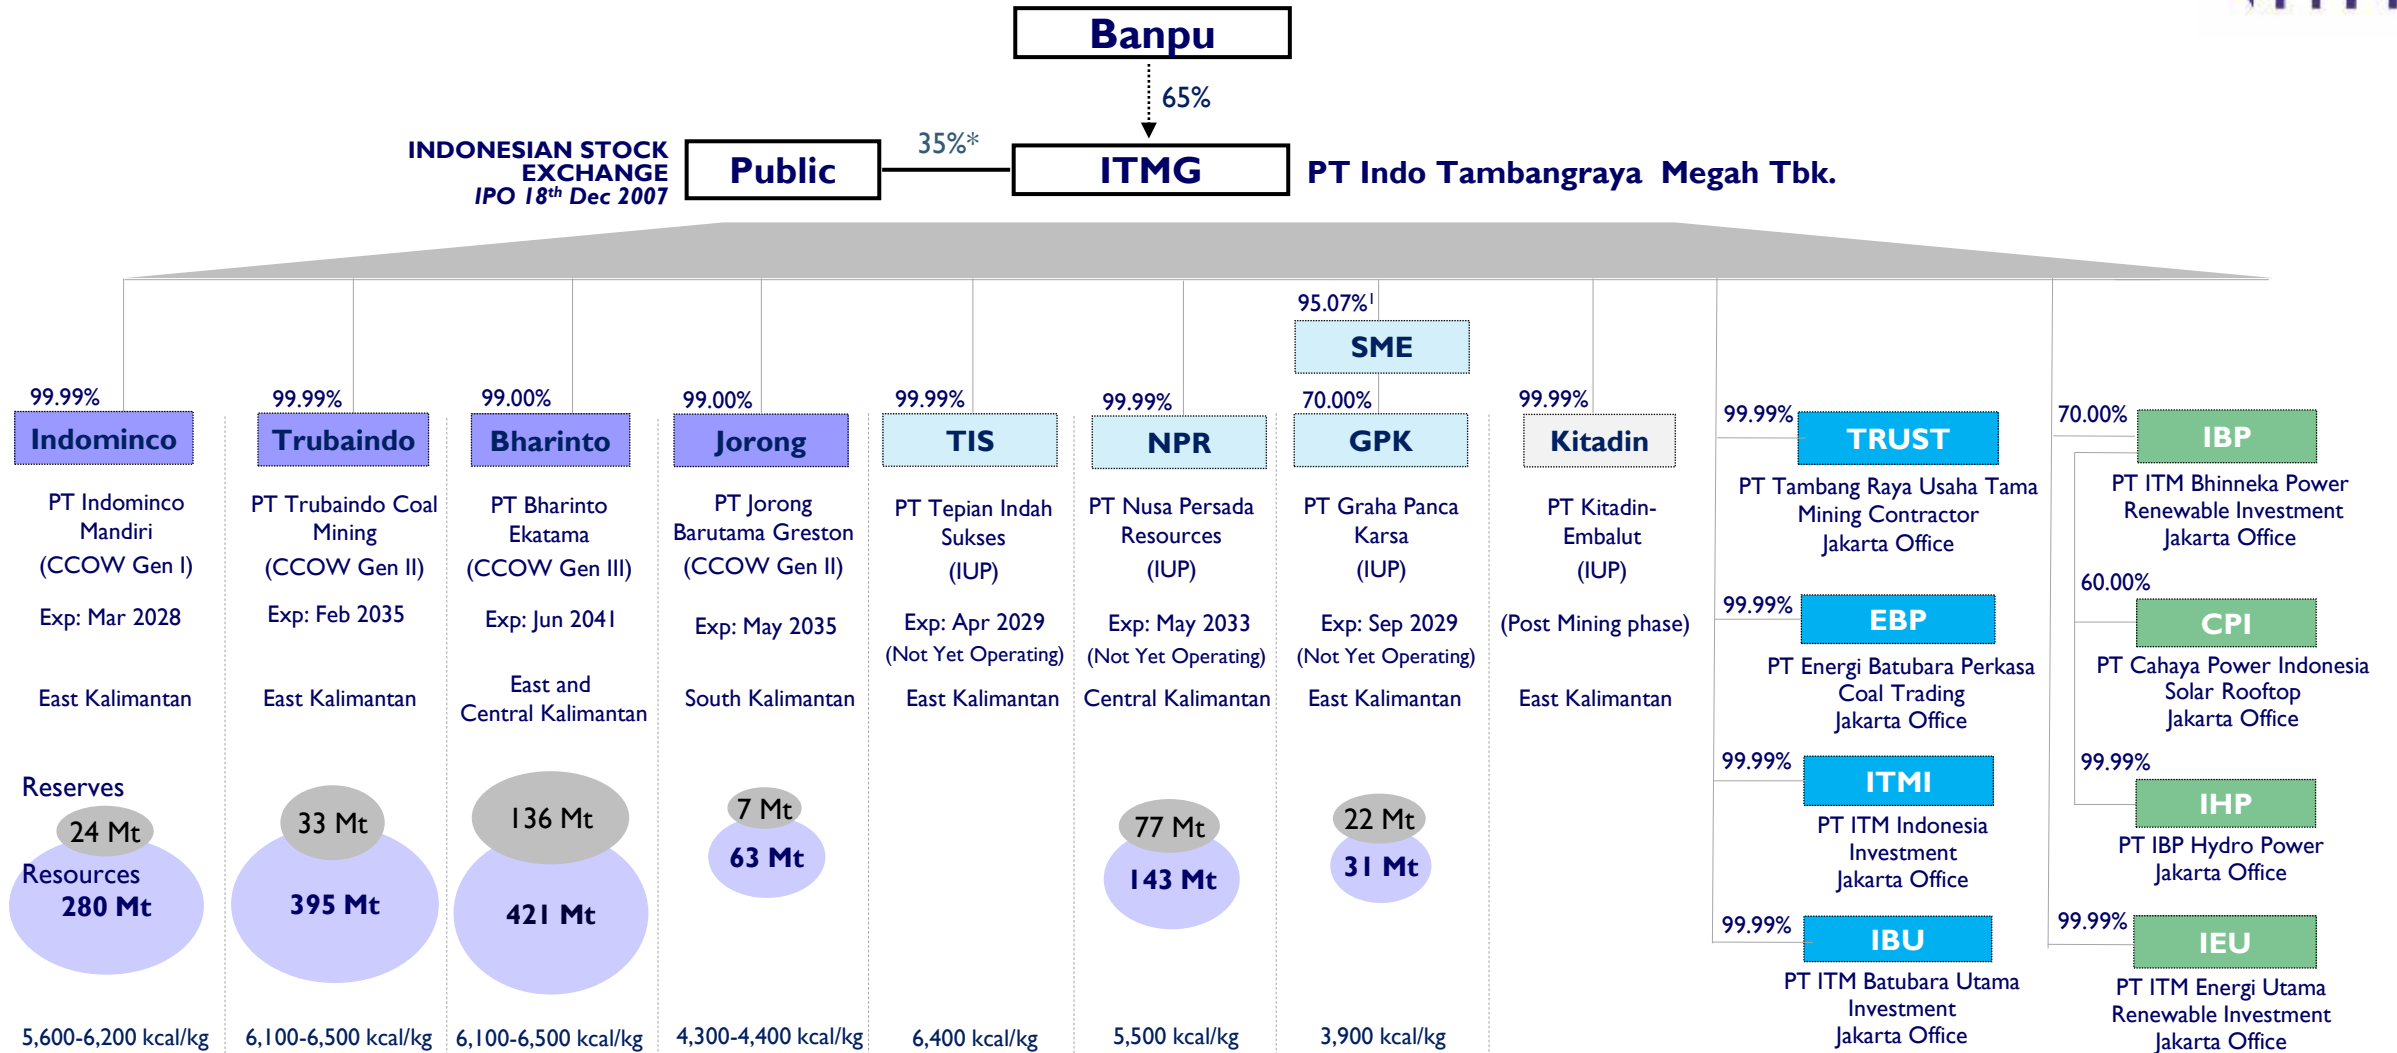 Banpu
65%
INDONESIAN STOCK
EXCHANGE
IPO 18th Dec 2007
Public
35%*
ITMG
PT Indo Tambangraya Megah Tbk.
99.99%
Indominco
PT Indominco
Mandiri
(CCOW Gen I)
Exp: Mar 2028
East Kalimantan
Reserves
24 Mt
Resources
280 Mt
5,600-6,200 kcal/kg
99.99%
Trubaindo
PT Trubaindo Coal
Mining
(CCOW Gen II)
Exp: Feb 2035
East Kalimantan
33 Mt
395 Mt
6,100-6,500 kcal/kg
99.00%
Bharinto
PT Bharinto
Ekatama
(CCOW Gen III)
Exp: Jun 2041
East and
Central Kalimantan
136 Mt
421 Mt
6,100-6,500 kcal/kg
99.00%
Jorong
PT Jorong
Barutama Greston
(CCOW Gen II)
Exp: May 2035
South Kalimantan
7 Mt
63 Mt
4,300-4,400 kcal/kg
99.99%
TIS
PT Tepian Indah
Sukses
(IUP)
Exp: Apr 2029
(Not Yet Operating)
East Kalimantan
6,400 kcal/kg
99.99%
NPR
PT Nusa Persada
Resources
(IUP)
Exp: May 2033
(Not Yet Operating)
Central Kalimantan
77 Mt
143 Mt
5,500 kcal/kg
95.07%¹
SME
70.00%
GPK
PT Graha Panca
Karsa
(IUP)
Exp: Sep 2029
(Not Yet Operating)
East Kalimantan
22 Mt
31 Mt
3,900 kcal/kg
99.99%
Kitadin
PT Kitadin-
Embalut
(IUP)
(Post Mining phase)
East Kalimantan
99.99%
TRUST
PT Tambang Raya Usaha Tama
Mining Contractor
Jakarta Office
99.99%
EBP
PT Energi Batubara Perkasa
Coal Trading
Jakarta Office
99.99%
ITMI
PT ITM Indonesia
Investment
Jakarta Office
99.99%
IBU
PT ITM Batubara Utama
Investment
Jakarta Office
70.00%
IBP
PT ITM Bhinneka Power
Renewable Investment
Jakarta Office
60.00%
CPI
PT Cahaya Power Indonesia
Solar Rooftop
Jakarta Office
99.99%
IHP
PT IBP Hydro Power
Jakarta Office
99.99%
IEU
PT ITM Energi Utama
Renewable Investment
Jakarta Office